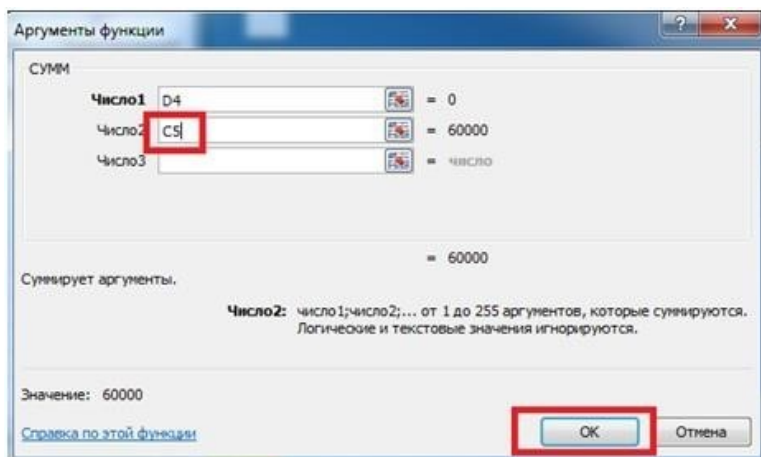 Аргументы функции
СУММ
Число1 D4 = 0
Число2 C5 = 60000
Число3 = число
= 60000
Суммирует аргументы.
Число2: число1;число2;... от 1 до 255 аргументов, которые суммируются.
Логические и текстовые значения игнорируются.
Значение: 60000
Справка по этой функции
ОК
Отмена